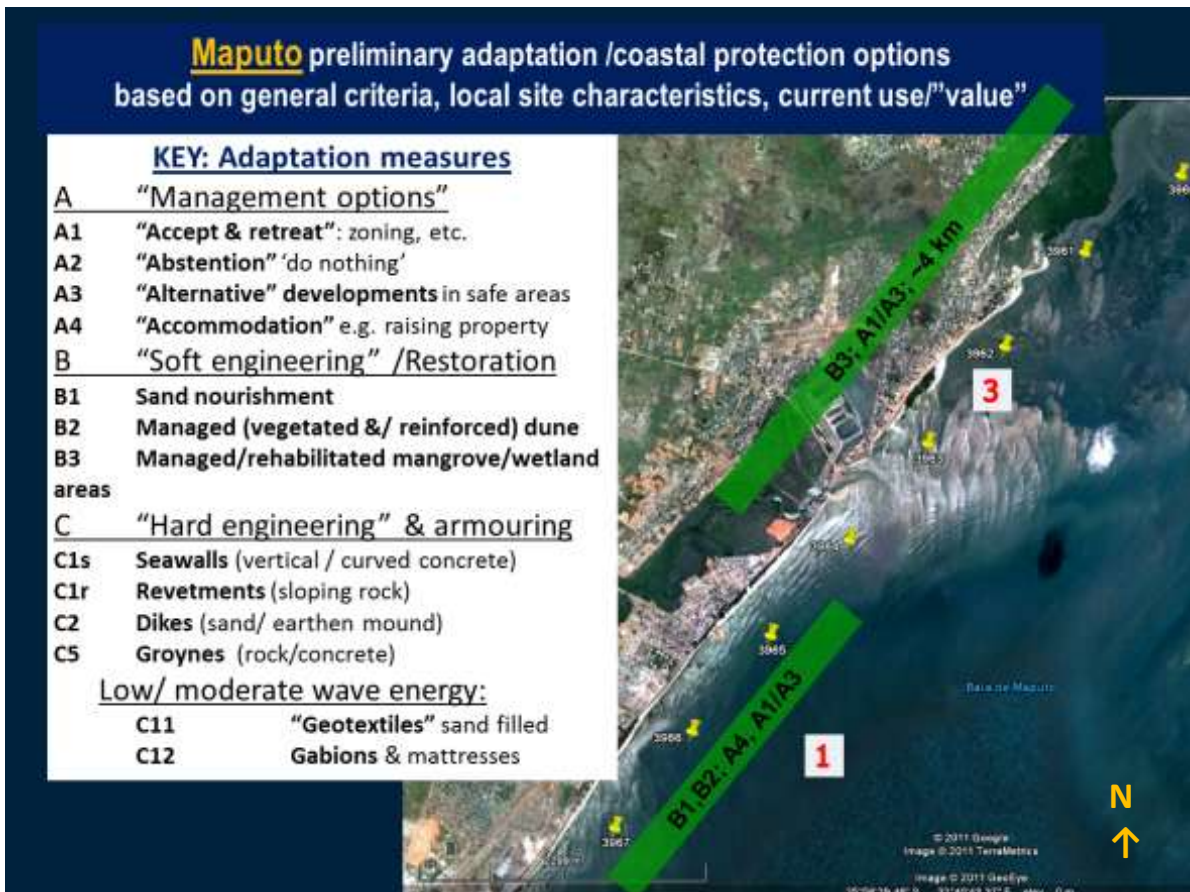 Maputo preliminary adaptation /coastal protection options
based on general criteria, local site characteristics, current use/"value"
KEY: Adaptation measures
A "Management options"
A1 "Accept & retreat": zoning, etc.
A2 "Abstention" 'do nothing'
A3 "Alternative" developments in safe areas
A4 "Accommodation" e.g. raising property
B "Soft engineering" /Restoration
B1 Sand nourishment
B2 Managed (vegetated &/ reinforced) dune
B3 Managed/rehabilitated mangrove/wetland
areas
C "Hard engineering" & armouring
C1s Seawalls (vertical / curved concrete)
C1r Revetments (sloping rock)
C2 Dikes (sand/ earthen mound)
C5 Groynes (rock/concrete)
Low/ moderate wave energy:
C11 "Geotextiles" sand filled
C12 Gabions & mattresses
3961
B3; A1/A3; ~4 km
3962
3
3963
3964
3965
Baia de Maputo
3966
B1,B2; A4, A1/A3
1
3967
N
© 2011 Google
Image © 2011 TerraMetrics
Image © 2011 GeoEye